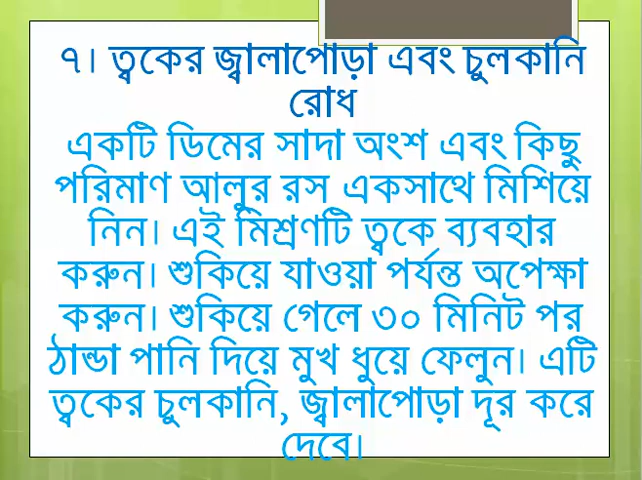 ৭। ত্বকের জ্বালাপোড়া এবং চুলকানি
রোধ
একটি ডিমের সাদা অংশ এবং কিছু
পরিমাণ আলুর রস একসাথে মিশিয়ে
নিন। এই মিশ্রণটি ত্বকে ব্যবহার
করুন। শুকিয়ে যাওয়া পর্যন্ত অপেক্ষা
করুন। শুকিয়ে গেলে ৩০ মিনিট পর
ঠান্ডা পানি দিয়ে মুখ ধুয়ে ফেলুন। এটি
ত্বকের চুলকানি, জ্বালাপোড়া দূর করে
দেবে।